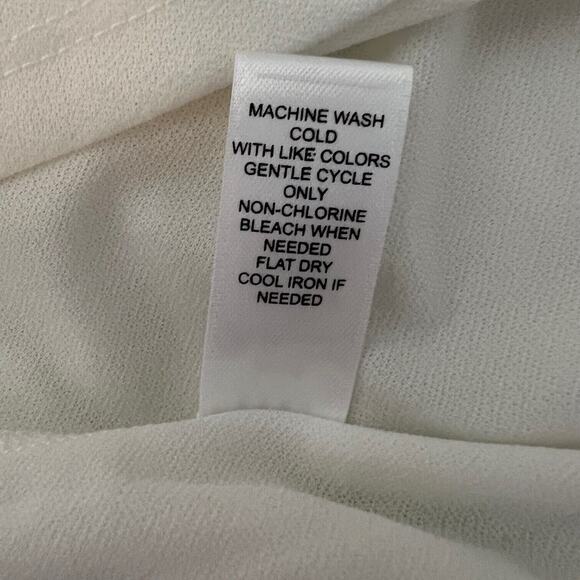 MACHINE WASH
COLD
WITH LIKE COLORS
GENTLE CYCLE
ONLY
NON-CHLORINE
BLEACH WHEN
NEEDED
FLAT DRY
COOL IRON IF
NEEDED